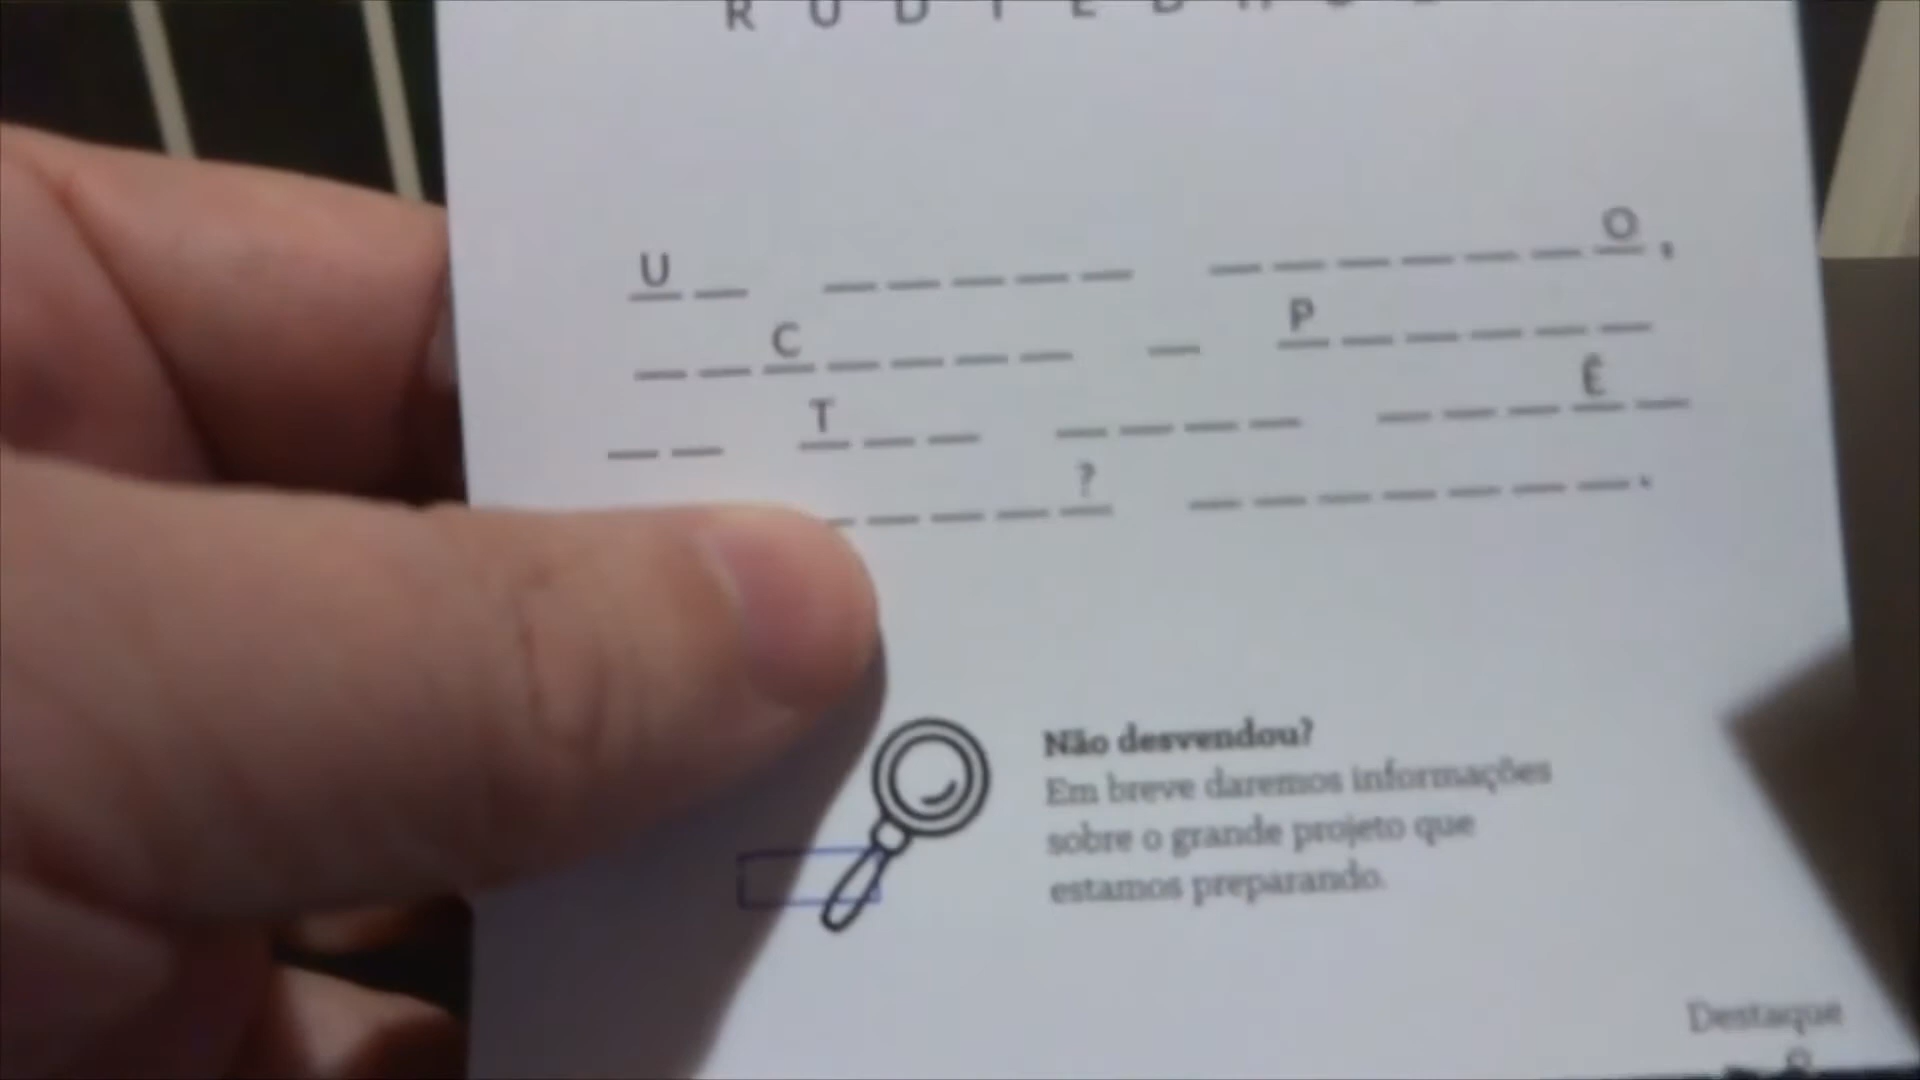 U _ _ _ _ _ _ _ _ _ _ _ _ O ,
_ _ C _ _ _ _ _ P _ _ _ _ _
_ _ T _ _ _ _ _ _ _ _ _ Ê _
_ _ _ _ ? _ _ _ _ _ _ _ .
Não desvendou?
Em breve daremos informações
sobre o grande projeto que
estamos preparando.
Destaque